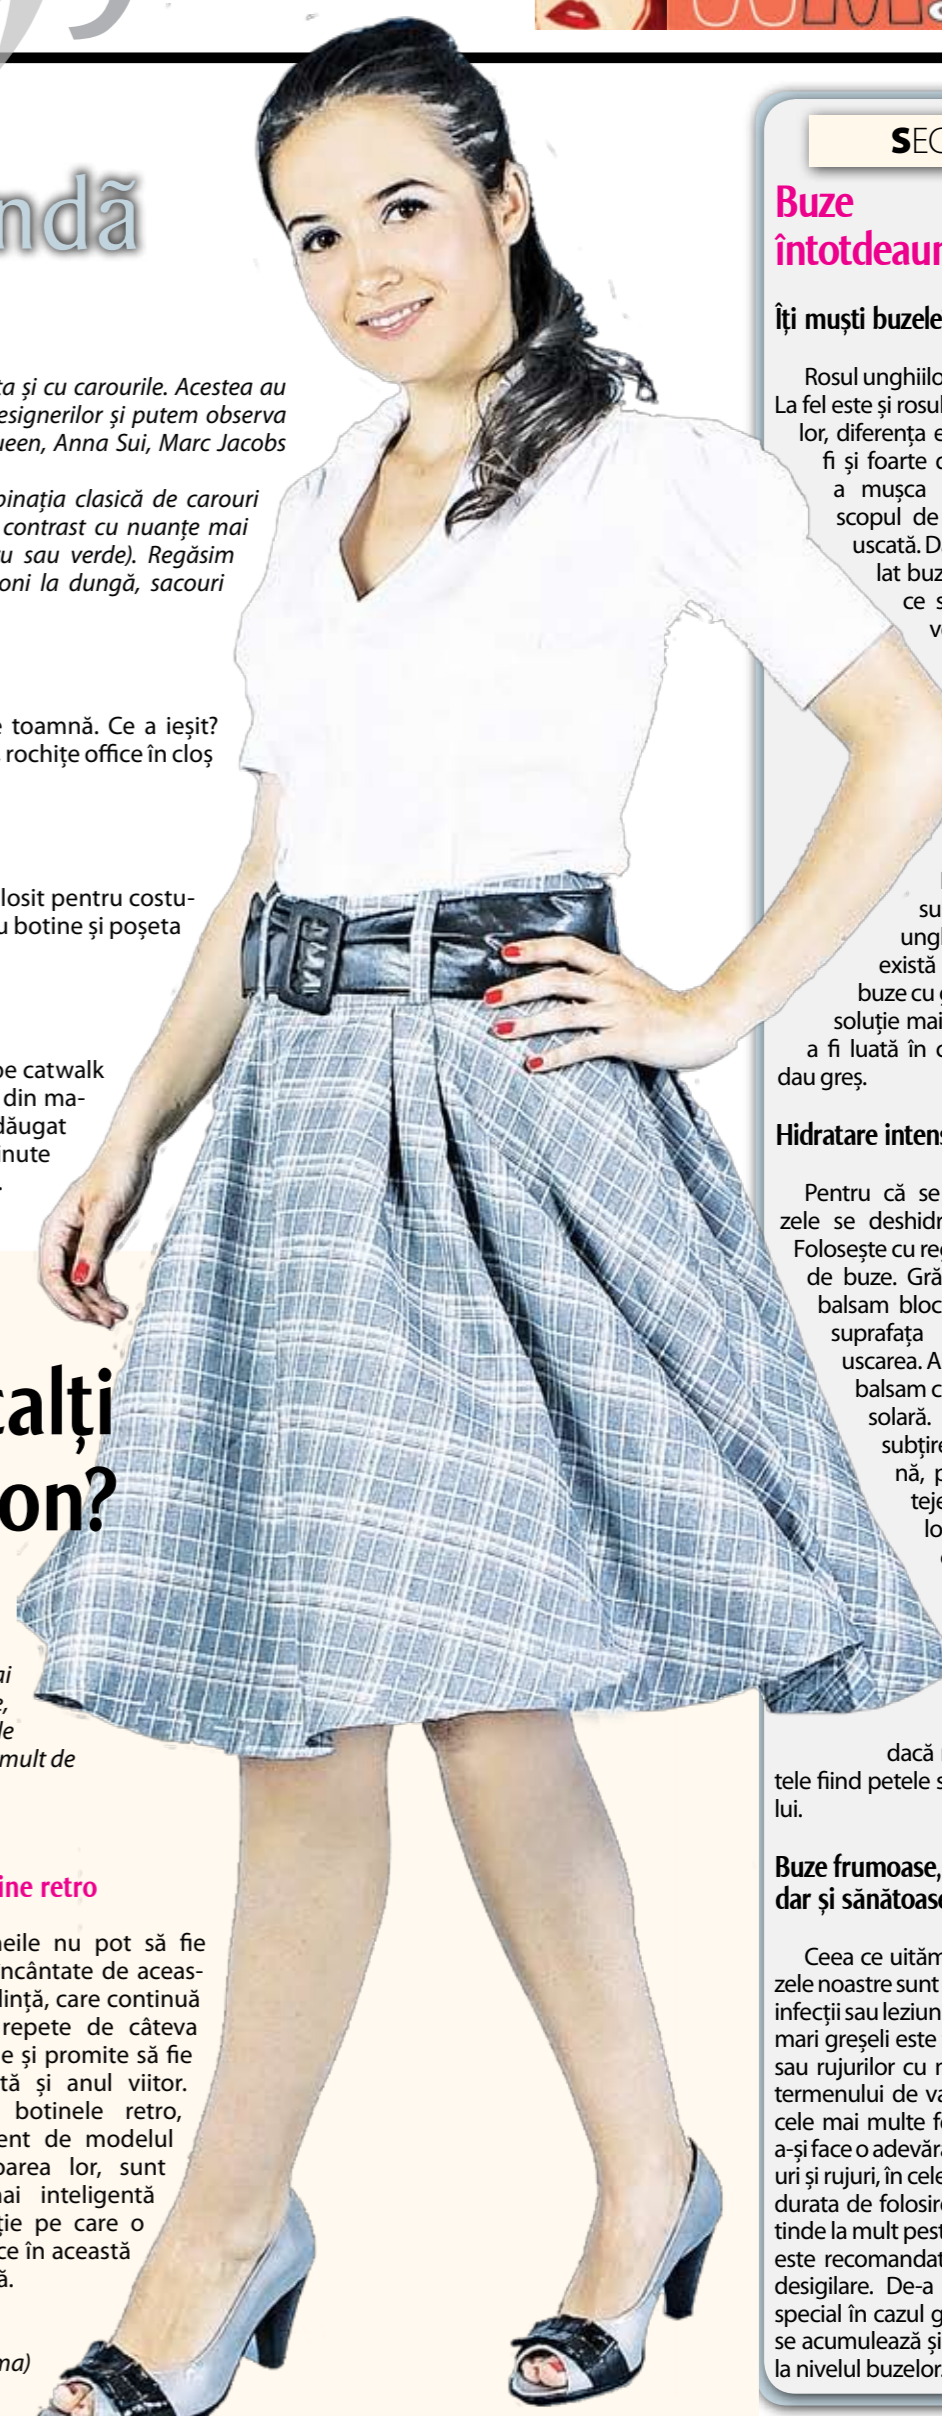 ndã
ta și cu carourile. Acestea au
esignerilor și putem observa
ueen, Anna Sui, Marc Jacobs
binația clasică de carouri
contrast cu nuanțe mai
u sau verde). Regăsim
oni la dungă, sacouri
e toamnă. Ce a ieșit?
rochițe office în cloș
losit pentru costu-
u botine și poșeta
pe catwalk
din ma-
dăugat
inute
calți
on?
ai
e,
le
mult de
ine retro
neile nu pot să fie
încântate de aceas-
dință, care continuă
repete de câteva
e și promite să fie
tă și anul viitor.
botinele retro,
ent de modelul
oarea lor, sunt
ai inteligentă
ție pe care o
ce în această
ă.
ma)
SEC
Buze
întotdeaun
Îți muști buzele
Rosul unghiilo
La fel este și rosul
lor, diferența e
fi și foarte d
a mușca
scopul de
uscată. D
lat buz
ce s
v
su
ungh
există
buze cu g
soluție mai
a fi luată în c
dau greș.
Hidratare intens
Pentru că se
zele se deshidr
Folosește cu reg
de buze. Gră
balsam bloc
suprafața
uscarea. A
balsam c
solară.
subțire
nă, p
teje
lo
dacă
tele fiind petele s
lui.
Buze frumoase,
dar și sănătoase
Ceea ce uităm
zele noastre sunt
infecții sau leziun
mari greșeli este
sau rujurilor cu
termenului de va
cele mai multe fe
a-și face o adevăra
uri și rujuri, în cele
durata de folosire
tinde la mult pest
este recomandat
desigilare. De-a
special în cazul g
se acumulează și
la nivelul buzelor.